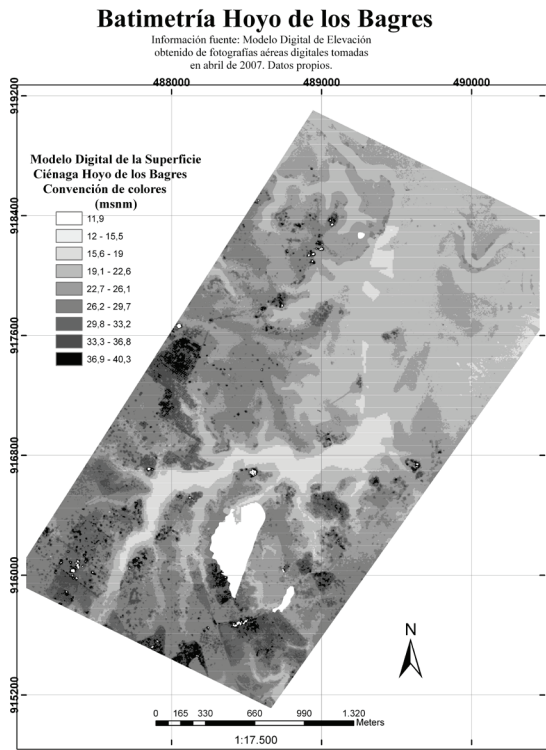 Batimetría Hoyo de los Bagres
Información fuente: Modelo Digital de Elevación
obtenido de fotografías aéreas digitales tomadas
en abril de 2007. Datos propios.
488000
489000
490000
919200
918400
917600
916800
916000
915200
Modelo Digital de la Superficie
Ciénaga Hoyo de los Bagres
Convención de colores
(msnm)
11,9
12 - 15,5
15,6 - 19
19,1 - 22,6
22,7 - 26,1
26,2 - 29,7
29,8 - 33,2
33,3 - 36,8
36,9 - 40,3
N
0 165 330 660 990 1.320
Meters
1:17.500